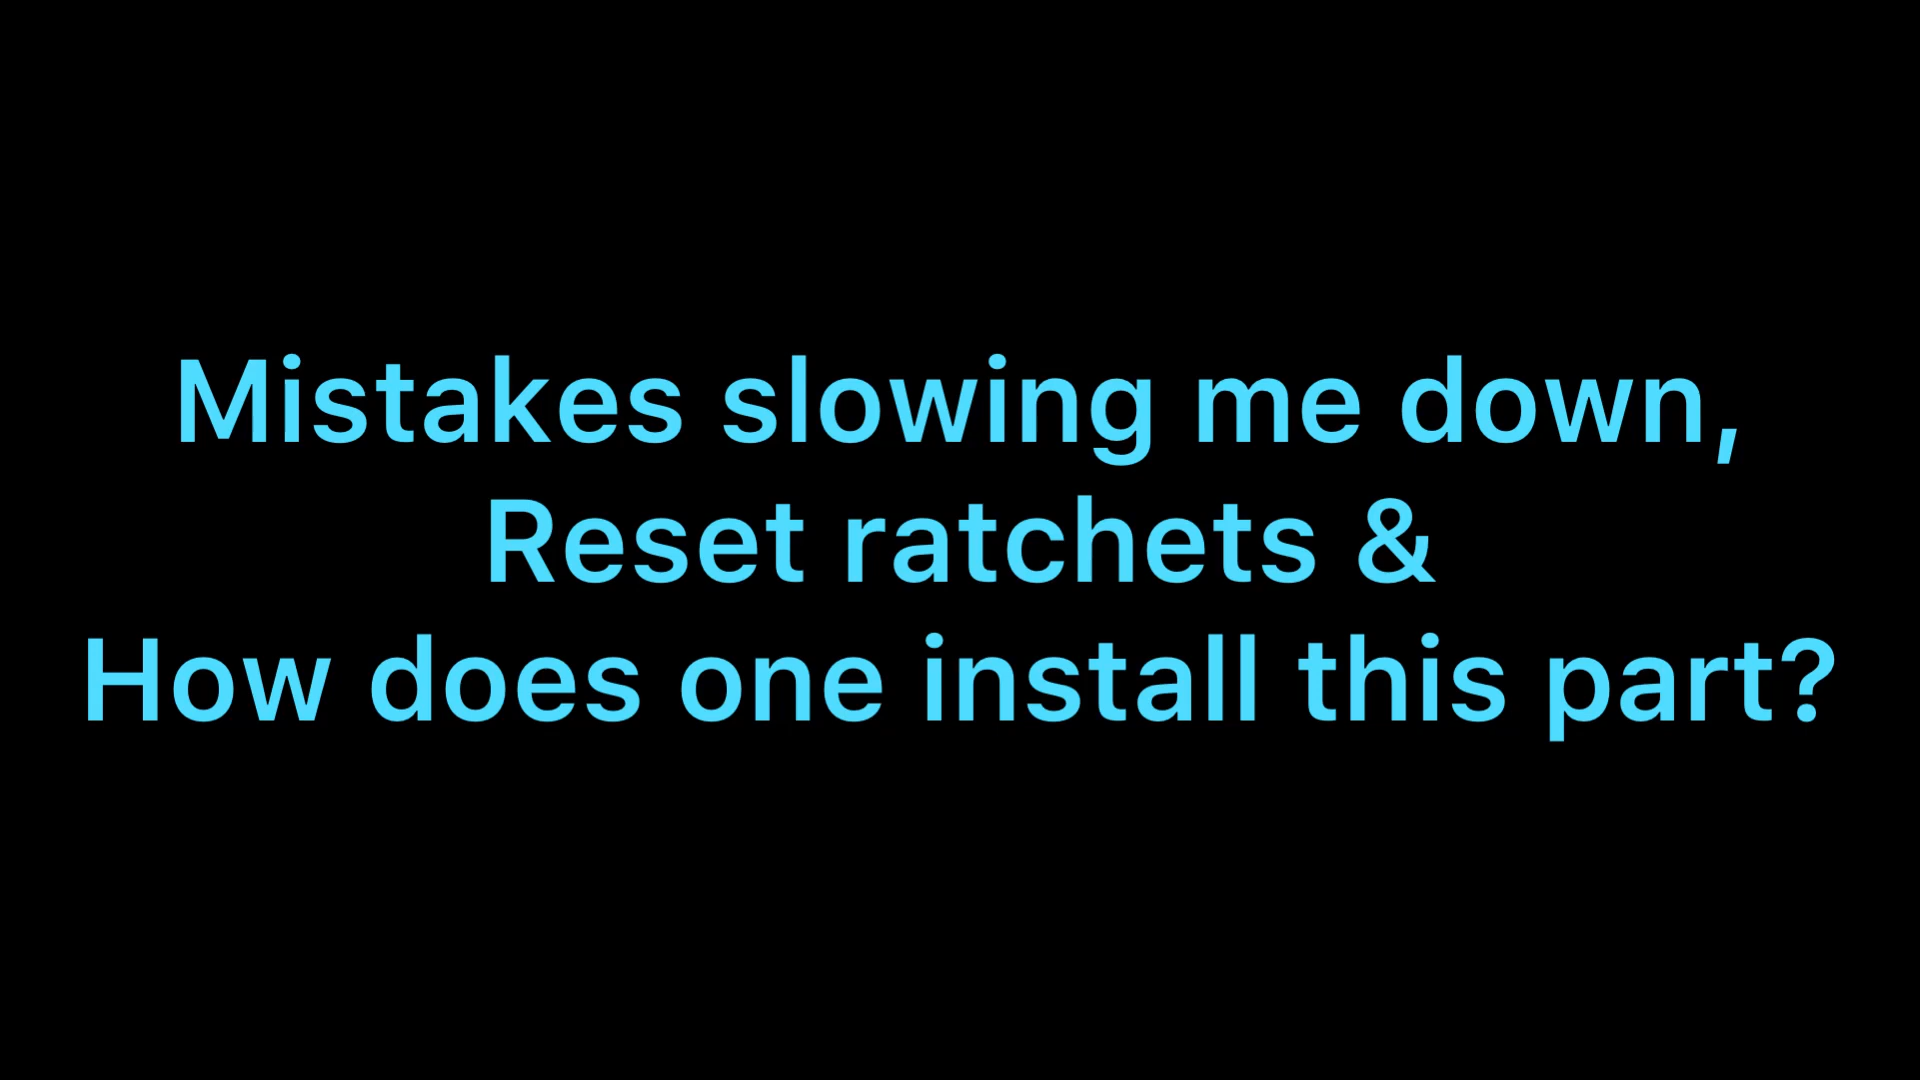 Mistakes slowing me down,
Reset ratchets &
How does one install this part?